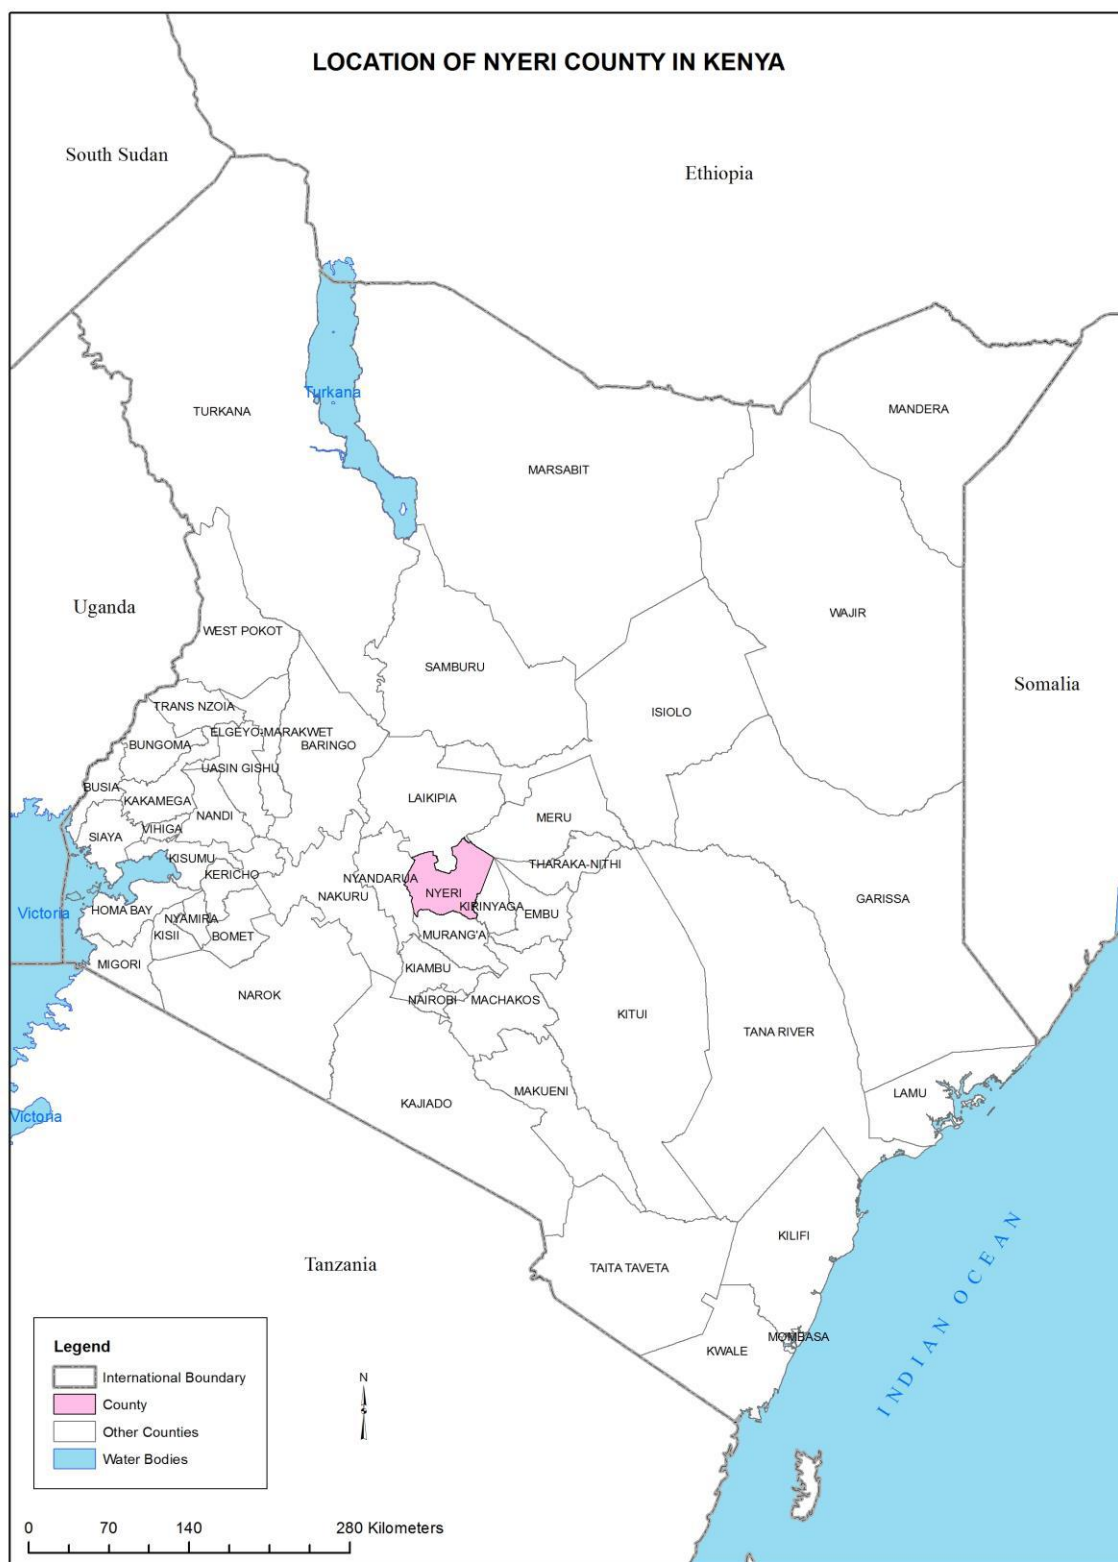 LOCATION OF NYERI COUNTY IN KENYA
South Sudan
Ethiopia
Turkana
TURKANA
MANDERA
MARSABIT
Uganda
WAJIR
WEST POKOT
SAMBURU
Somalia
TRANS NZOIA
ISIOLO
ELGEYO-MARAKWET
BUNGOMA
BARINGO
UASIN GISHU
BUSIA
LAIKIPIA
KAKAMEGA
NANDI
MERU
VIHIGA
SIAYA
KISUMU
THARAKA-NITHI
KERICHO
NYANDARUA
NYERI
NAKURU
GARISSA
KIRINYAGA
HOMA BAY
Victoria
NYAMIRA
EMBU
KISII
BOMET
MURANG'A
MIGORI
KIAMBU
NAROK
NAIROBI
MACHAKOS
KITUI
TANA RIVER
MAKUENI
LAMU
KAJIADO
Victoria
KILIFI
INDIAN OCEAN
Tanzania
TAITA TAVETA
MOMBASA
KWALE
Legend
International Boundary
County
Other Counties
Water Bodies
N
0 70 140 280 Kilometers